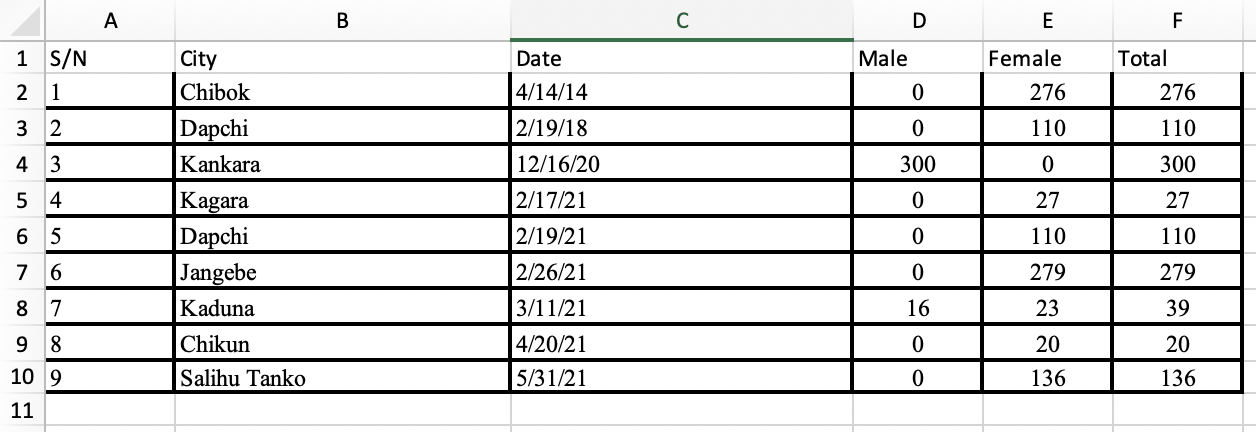 A B C D E F
1 S/N City Date Male Female Total
2 1 Chibok 4/14/14 0 276 276
3 2 Dapchi 2/19/18 0 110 110
4 3 Kankara 12/16/20 300 0 300
5 4 Kagara 2/17/21 0 27 27
6 5 Dapchi 2/19/21 0 110 110
7 6 Jangebe 2/26/21 0 279 279
8 7 Kaduna 3/11/21 16 23 39
9 8 Chikun 4/20/21 0 20 20
10 9 Salihu Tanko 5/31/21 0 136 136
11